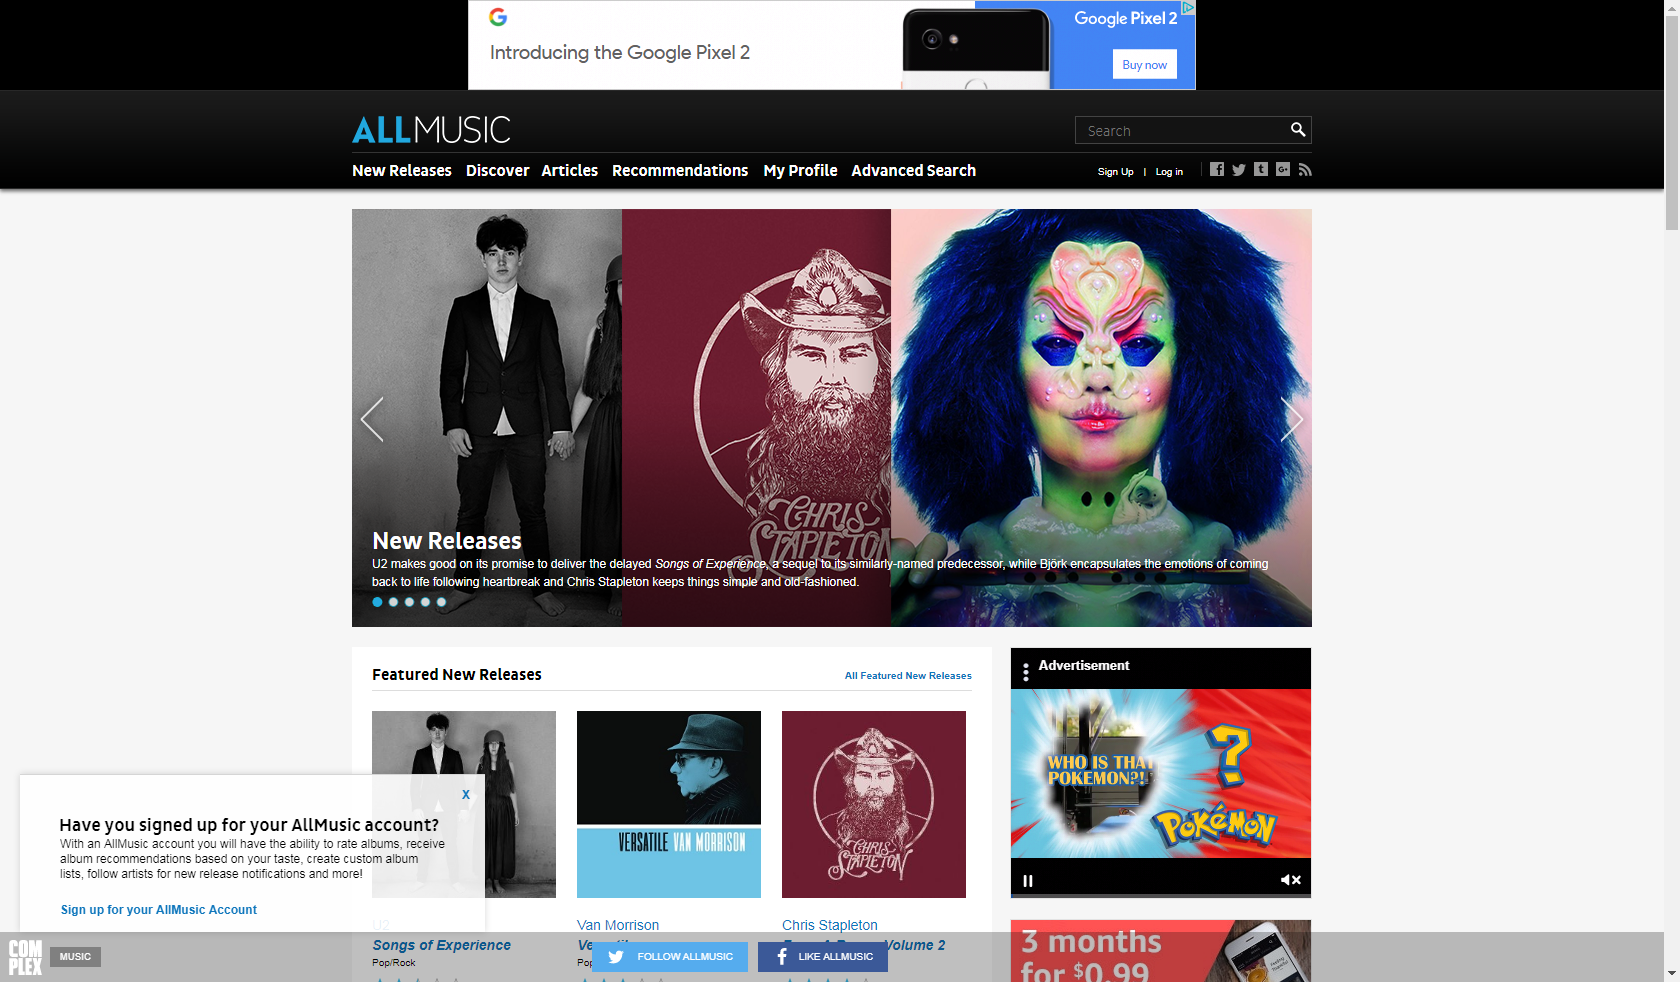 Introducing the Google Pixel 2
Google Pixel 2
Buy now
ALLMUSIC
Search
New Releases Discover Articles Recommendations My Profile Advanced Search
Sign Up | Log in
CHRIS
STAPLETON
New Releases
U2 makes good on its promise to deliver the delayed Songs of Experience, a sequel to its similarly-named predecessor, while Björk encapsulates the emotions of coming
back to life following heartbreak and Chris Stapleton keeps things simple and old-fashioned.
Featured New Releases
All Featured New Releases
VERSATILE VAN MORRISON
CHRIS
STAPLETON
U2
Songs of Experience
Pop/Rock
Van Morrison
Chris Stapleton
Volume 2
Advertisement
WHO IS THAT
POKEMON?!
?
POKéMON
3 months
for $0.99
X
Have you signed up for your AllMusic account?
With an AllMusic account you will have the ability to rate albums, receive
album recommendations based on your taste, create custom album
lists, follow artists for new release notifications and more!
Sign up for your AllMusic Account
COM
PLEX
MUSIC
FOLLOW ALLMUSIC
LIKE ALLMUSIC